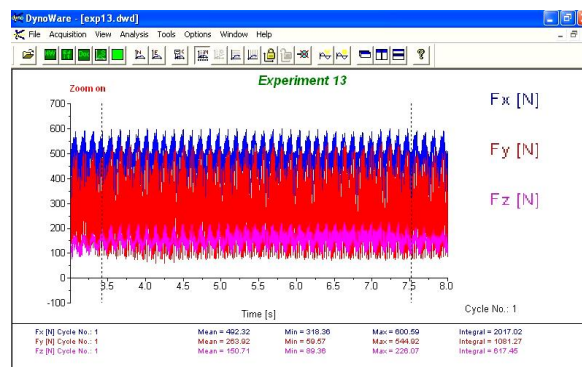 DynoWare - [exp13.dwd]
File Acquisition View Analysis Tools Options Window Help
Experiment 13
Zoom on
700
600
500
400
300
200
100
0
-100
3.5 4.0 4.5 5.0 5.5 6.0 6.5 7.0 7.5 8.0
Time [s]
Fx [N]
Fy [N]
Fz [N]
Cycle No.: 1
Fx [N] Cycle No.: 1 Mean = 492.32 Min = 318.36 Max = 600.59 Integral = 2017.02
Fy [N] Cycle No.: 1 Mean = 263.92 Min = 59.57 Max = 544.92 Integral = 1081.27
Fz [N] Cycle No.: 1 Mean = 150.71 Min = 89.36 Max = 226.07 Integral = 617.45